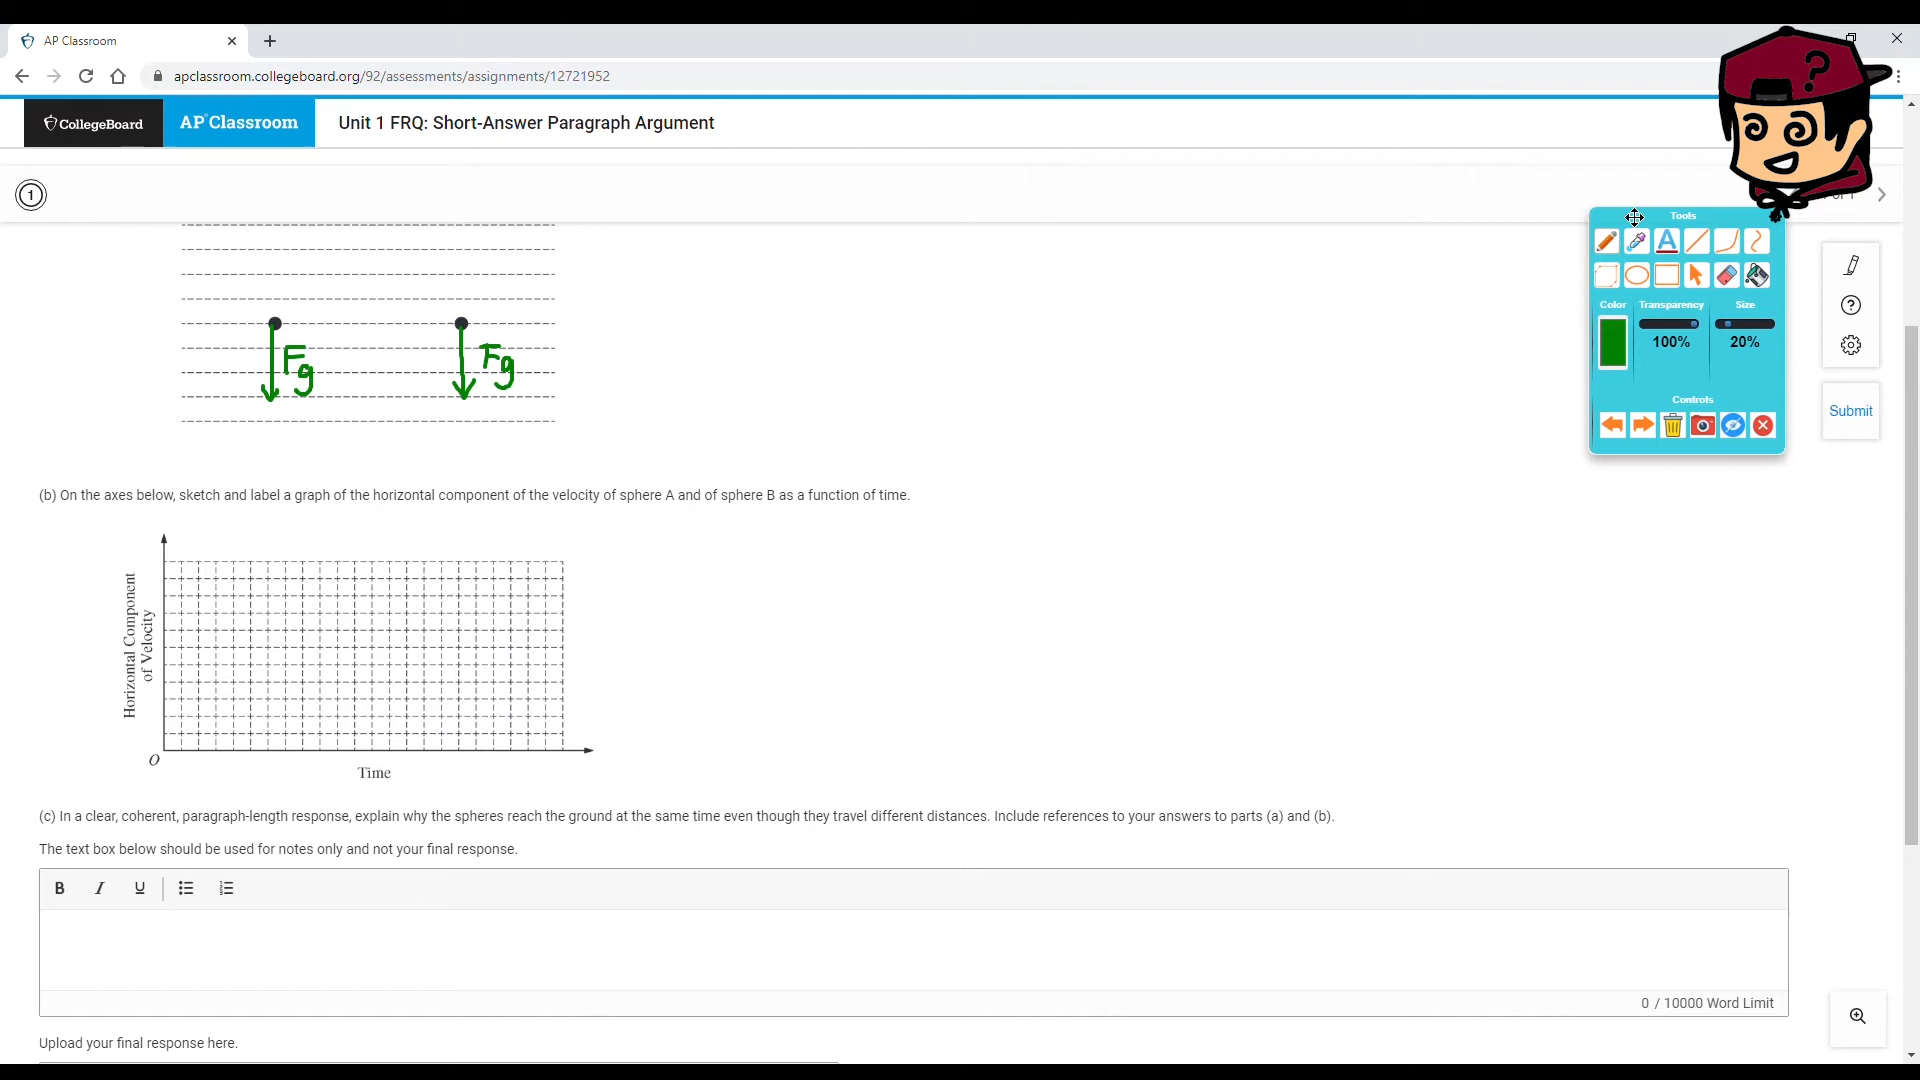 AP Classroom
apclassroom.collegeboard.org/92/assessments/assignments/12721952
CollegeBoard
AP Classroom
Unit 1 FRQ: Short-Answer Paragraph Argument
?
1
Tools
Color
Transparency
Size
100%
20%
Controls
Submit
Fg
Fg
(b) On the axes below, sketch and label a graph of the horizontal component of the velocity of sphere A and of sphere B as a function of time.
Horizontal Component
of Velocity
O
Time
(c) In a clear, coherent, paragraph-length response, explain why the spheres reach the ground at the same time even though they travel different distances. Include references to your answers to parts (a) and (b).
The text box below should be used for notes only and not your final response.
B I U
0 / 10000 Word Limit
Upload your final response here.